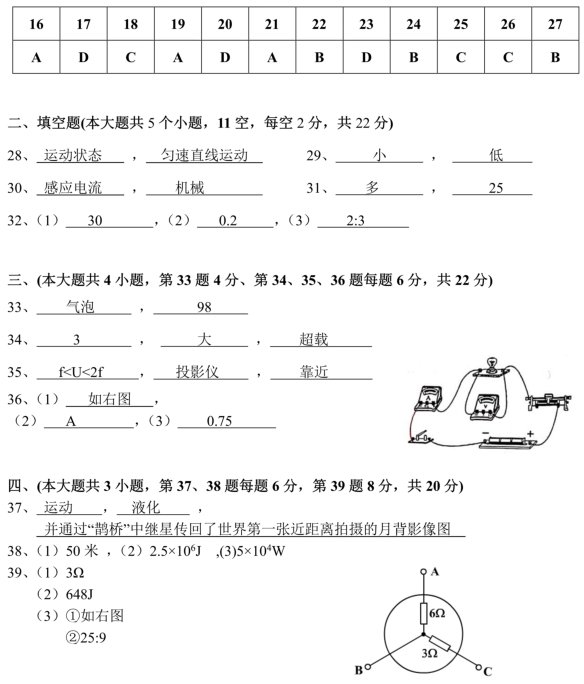 16 17 18 19 20 21 22 23 24 25 26 27
A D C A D A B D B C C B
二、填空题(本大题共 5 个小题，11 空，每空 2 分，共 22 分)
28、 运动状态 ， 匀速直线运动 29、 小 ， 低
30、 感应电流 ， 机械 31、 多 ， 25
32、（1） 30 ，（2） 0.2 ，（3） 2:3
三、(本大题共 4 小题，第 33 题 4 分、第 34、35、36 题每题 6 分，共 22 分)
33、 气泡 ， 98
34、 3 ， 大 ， 超载
35、 f<U<2f ， 投影仪 ， 靠近
36、（1） 如右图 ，
（2） A ，（3） 0.75
A
V
− +
四、(本大题共 3 小题，第 37、38 题每题 6 分，第 39 题 8 分，共 20 分)
37、 运动 ， 液化 ，
并通过“鹊桥”中继星传回了世界第一张近距离拍摄的月背影像图
38、（1）50 米 ，（2）2.5×10⁶J ,(3)5×10⁴W
39、（1）3Ω
（2）648J
（3）①如右图
②25:9
A
6Ω
3Ω
B
C